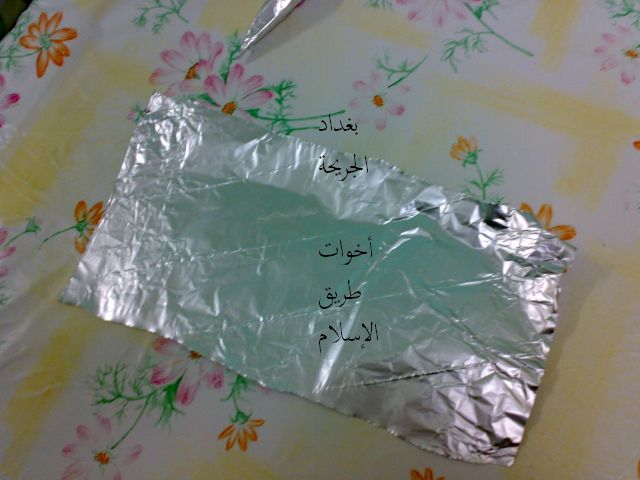 بغداد
الجريحة
أخوات
طريق
الإسلام